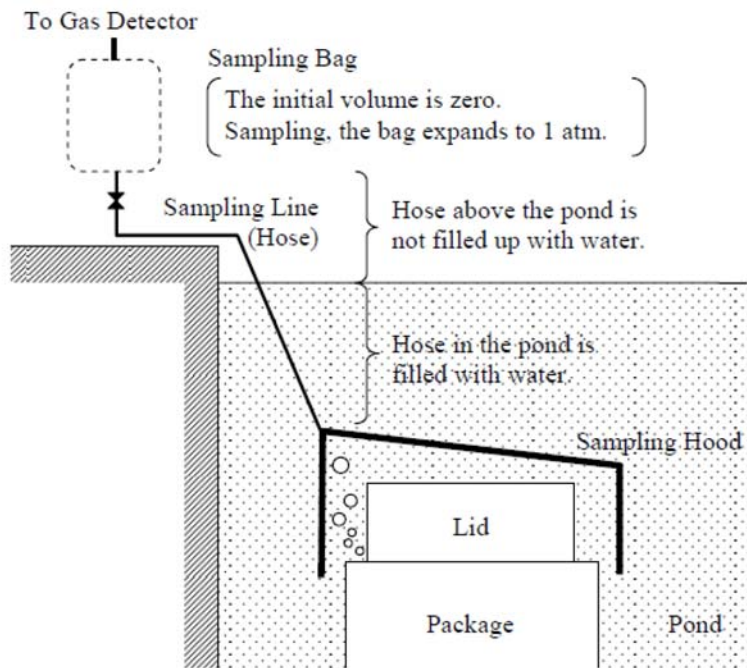 To Gas Detector
Sampling Bag
The initial volume is zero.
Sampling, the bag expands to 1 atm.
Sampling Line
(Hose)
Hose above the pond is
not filled up with water.
Hose in the pond is
filled with water.
Sampling Hood
Lid
Package
Pond